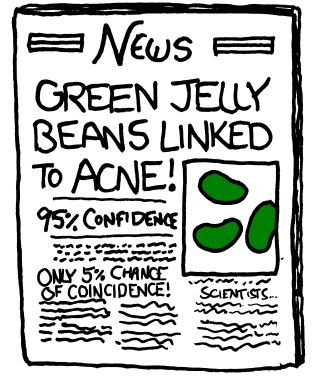 NEWS
GREEN JELLY
BEANS LINKED
TO ACNE!
95% CONFIDENCE
ONLY 5% CHANCE
OF COINCIDENCE!
SCIENTISTS...